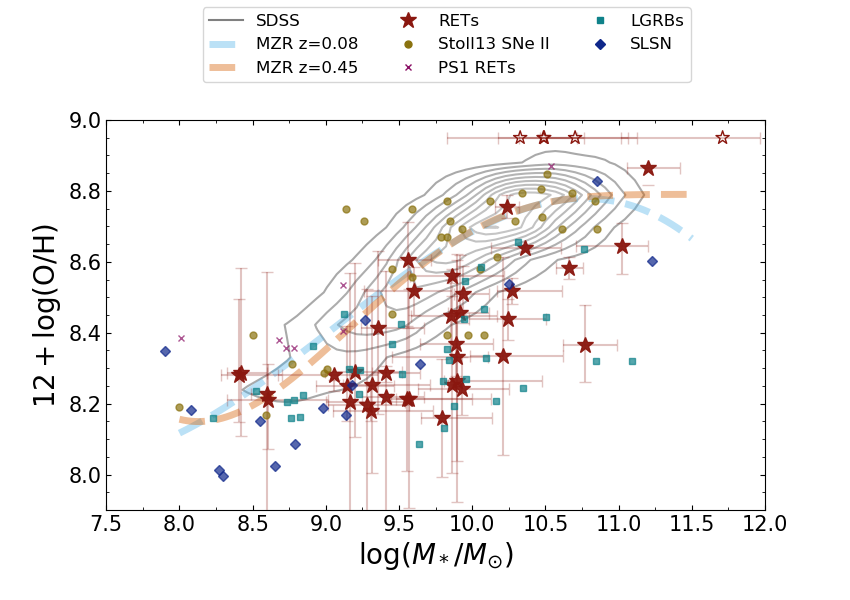 SDSS
MZR z=0.08
MZR z=0.45
RETs
Stoll13 SNe II
PS1 RETs
LGRBs
SLSN
12 + log(O/H)
9.0
8.8
8.6
8.4
8.2
8.0
7.5 8.0 8.5 9.0 9.5 10.0 10.5 11.0 11.5 12.0
log(M_*/M_⊙)